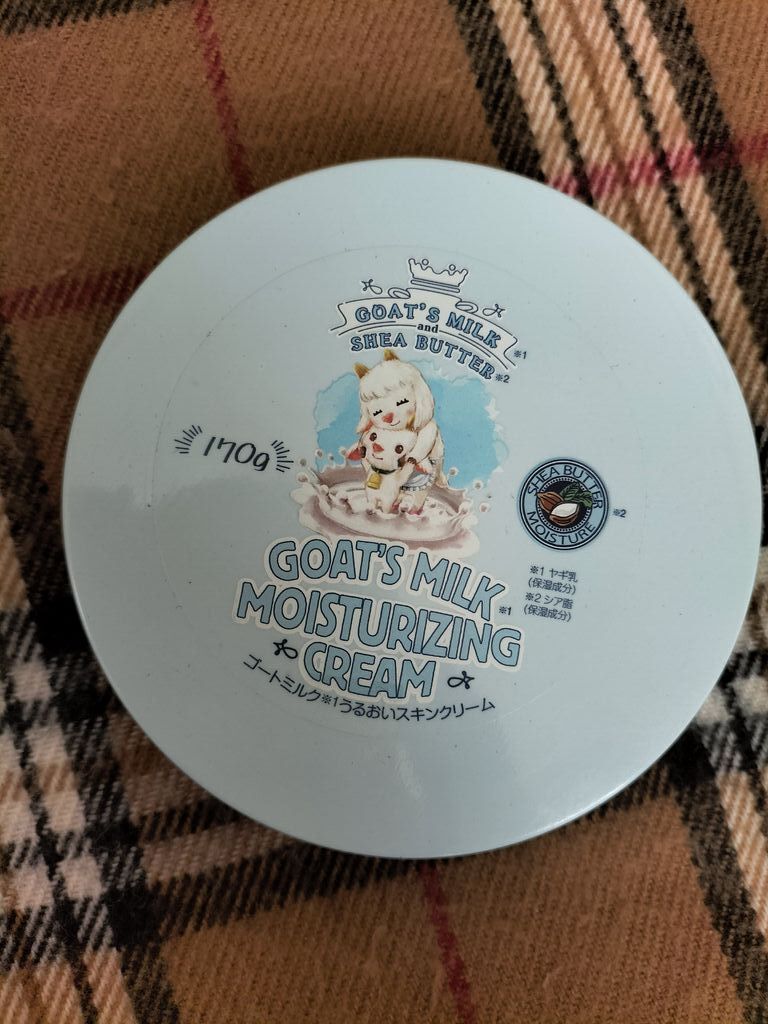 GOAT'S MILK ※1
and
SHEA BUTTER ※2
170g
SHEA BUTTER
MOISTURE
※2
※1 ヤギ乳
(保湿成分)
※2 シア脂
(保湿成分)
GOAT'S MILK ※1
MOISTURIZING
CREAM
ゴートミルク※1うるおいスキンクリーム